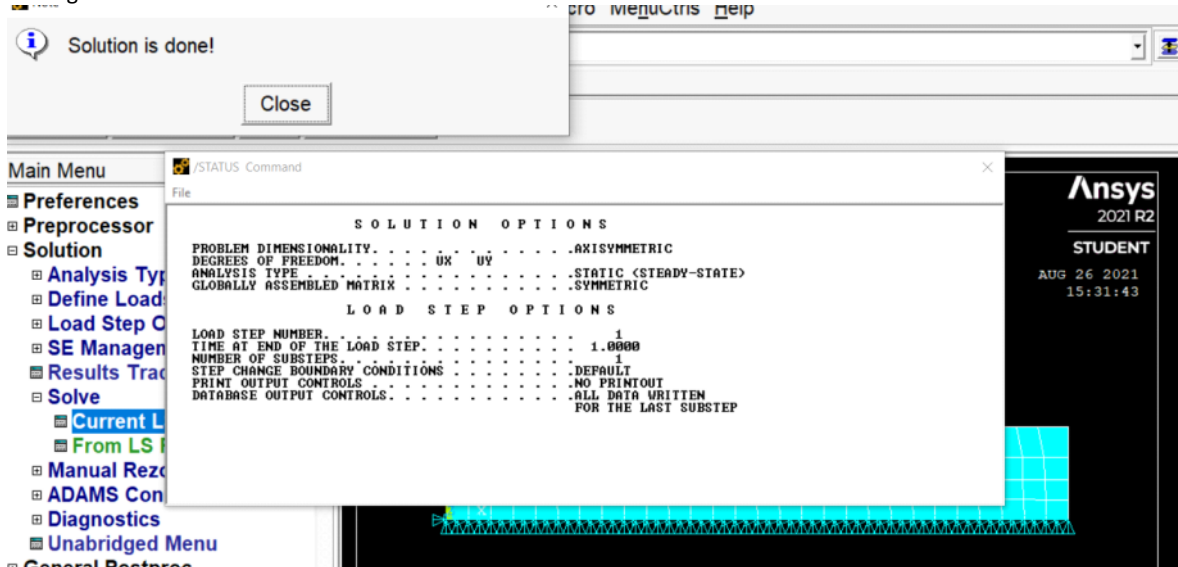 cro MenuCtrls Help
Solution is done!
Close
Main Menu
Preferences
Preprocessor
Solution
Analysis Typ
Define Load
Load Step O
SE Managen
Results Trac
Solve
Current L
From LS F
Manual Rezo
ADAMS Con
Diagnostics
Unabridged Menu
General Postproc
/STATUS Command
File
S O L U T I O N   O P T I O N S
PROBLEM DIMENSIONALITY. . . . . . . . . . . . .AXISYMMETRIC
DEGREES OF FREEDOM. . . . . . UX   UY
ANALYSIS TYPE . . . . . . . . . . . . . . . . .STATIC (STEADY-STATE)
GLOBALLY ASSEMBLED MATRIX . . . . . . . . . . .SYMMETRIC
L O A D   S T E P   O P T I O N S
LOAD STEP NUMBER. . . . . . . . . . . . . . . .     1
TIME AT END OF THE LOAD STEP. . . . . . . . . .  1.0000
NUMBER OF SUBSTEPS. . . . . . . . . . . . . . .     1
STEP CHANGE BOUNDARY CONDITIONS . . . . . . . .DEFAULT
PRINT OUTPUT CONTROLS . . . . . . . . . . . . .NO PRINTOUT
DATABASE OUTPUT CONTROLS. . . . . . . . . . . .ALL DATA WRITTEN
FOR THE LAST SUBSTEP
Ansys
2021 R2
STUDENT
AUG 26 2021
15:31:43
X